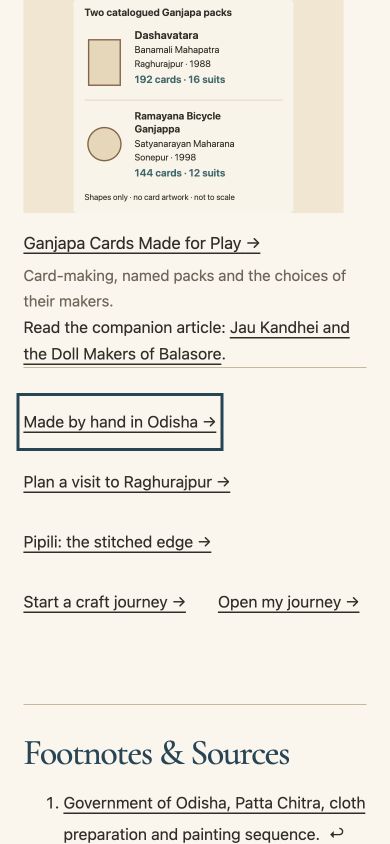 Two catalogued Ganjapa packs
Dashavatara
Banamali Mahapatra
Raghurajpur · 1988
192 cards · 16 suits
Ramayana Bicycle
Ganjappa
Satyanarayan Maharana
Sonepur · 1998
144 cards · 12 suits
Shapes only · no card artwork · not to scale
Ganjapa Cards Made for Play →
Card-making, named packs and the choices of
their makers.
Read the companion article: Jau Kandhei and
the Doll Makers of Balasore.
Made by hand in Odisha →
Plan a visit to Raghurajpur →
Pipili: the stitched edge →
Start a craft journey → Open my journey →
Footnotes & Sources
1. Government of Odisha, Patta Chitra, cloth
preparation and painting sequence. ↩